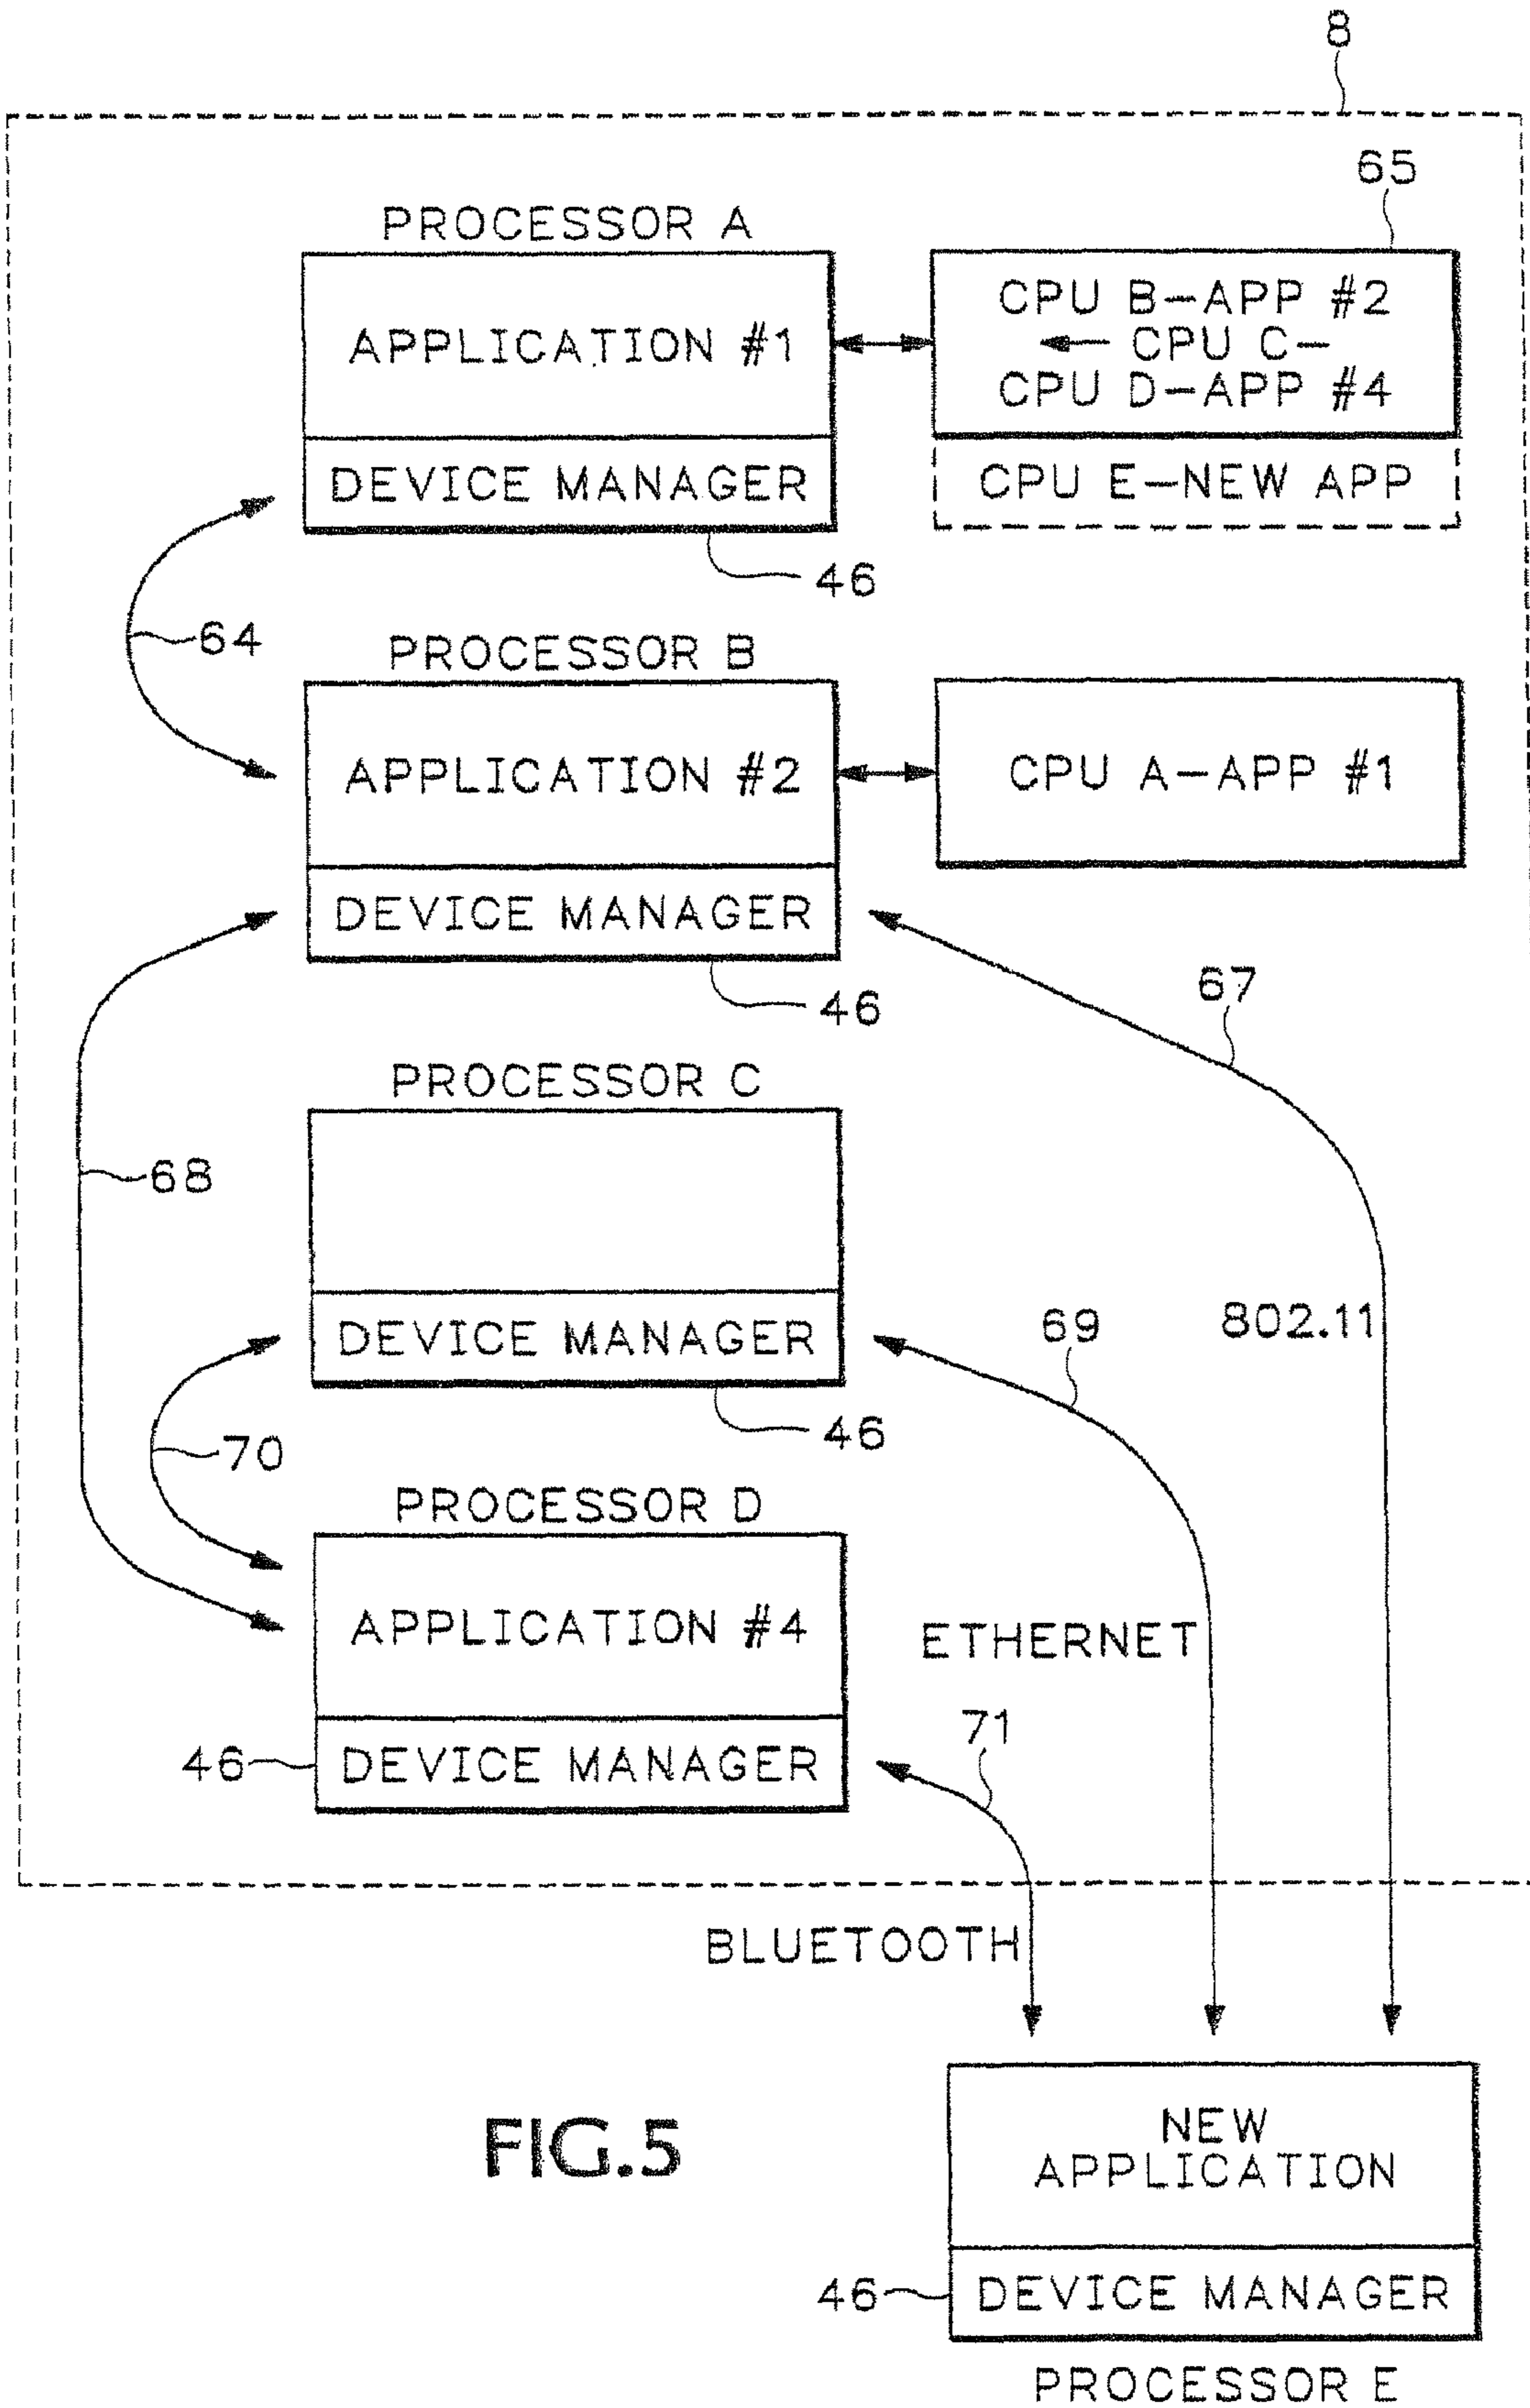 8
65
PROCESSOR A
APPLICATION #1
CPU B-APP #2
← CPU C-
CPU D-APP #4
DEVICE MANAGER
CPU E-NEW APP
46
64
PROCESSOR B
APPLICATION #2
CPU A-APP #1
DEVICE MANAGER
46
67
PROCESSOR C
68
DEVICE MANAGER
69
802.11
46
70
PROCESSOR D
APPLICATION #4
ETHERNET
71
46
DEVICE MANAGER
BLUETOOTH
NEW
APPLICATION
FIG.5
46
DEVICE MANAGER
PROCESSOR E